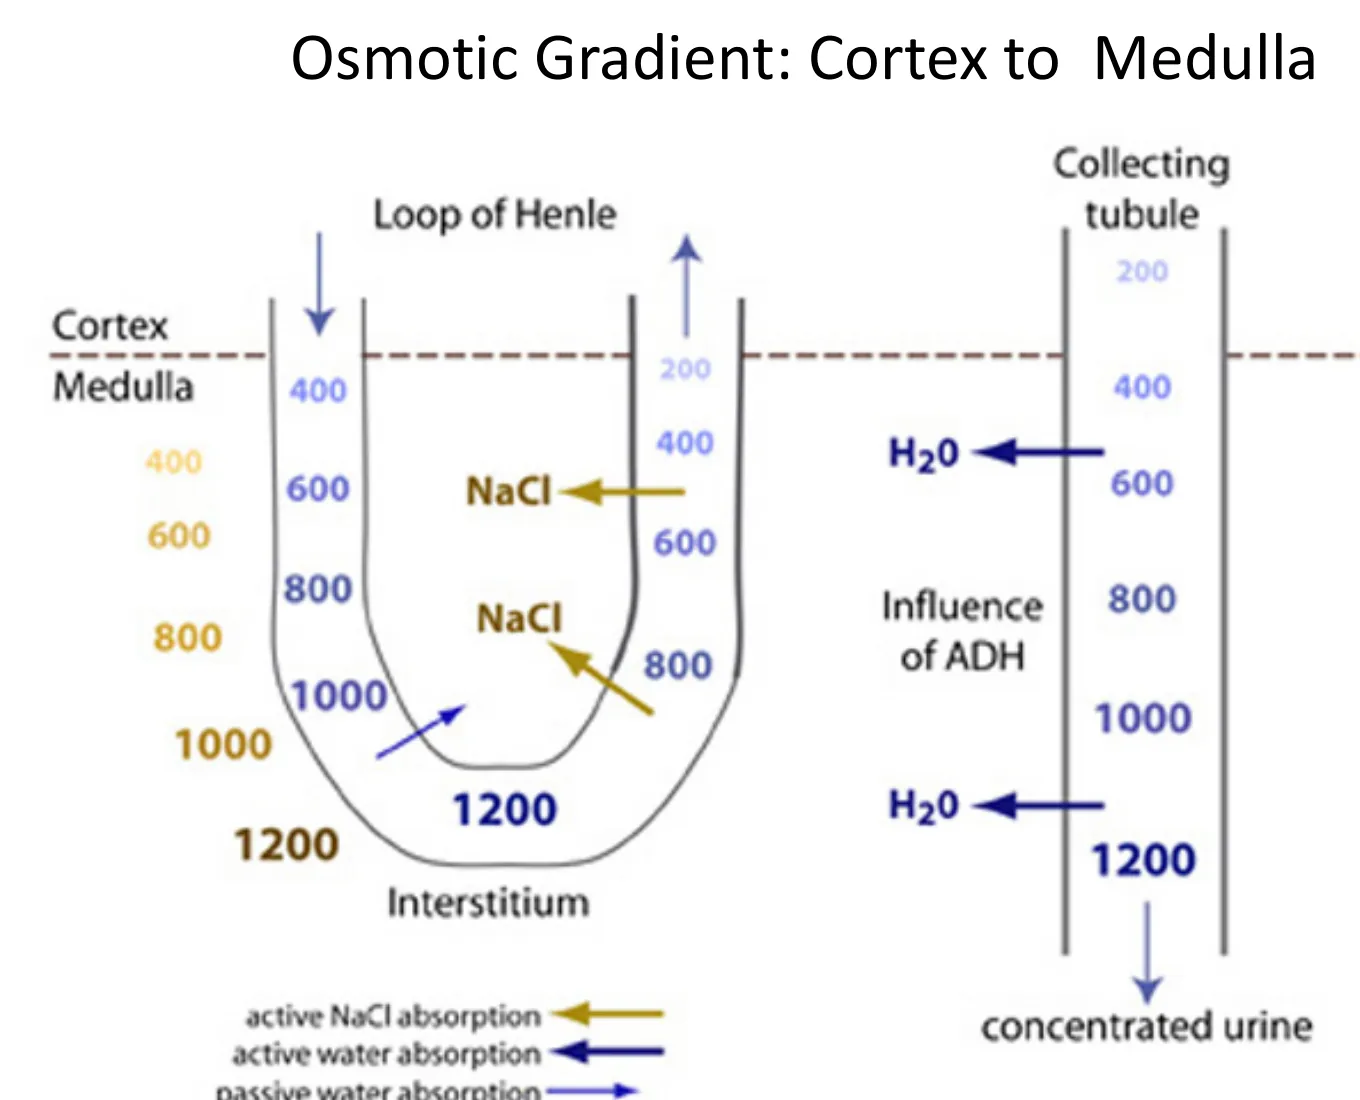 Osmotic Gradient: Cortex to Medulla
Loop of Henle
Cortex
Medulla
400
600
800
1000
1200
400
600
800
1000
1200
200
400
600
800
NaCl
NaCl
Interstitium
Collecting
tubule
200
400
600
800
1000
1200
H20
Influence
of ADH
H20
concentrated urine
active NaCl absorption
active water absorption
passive water absorption